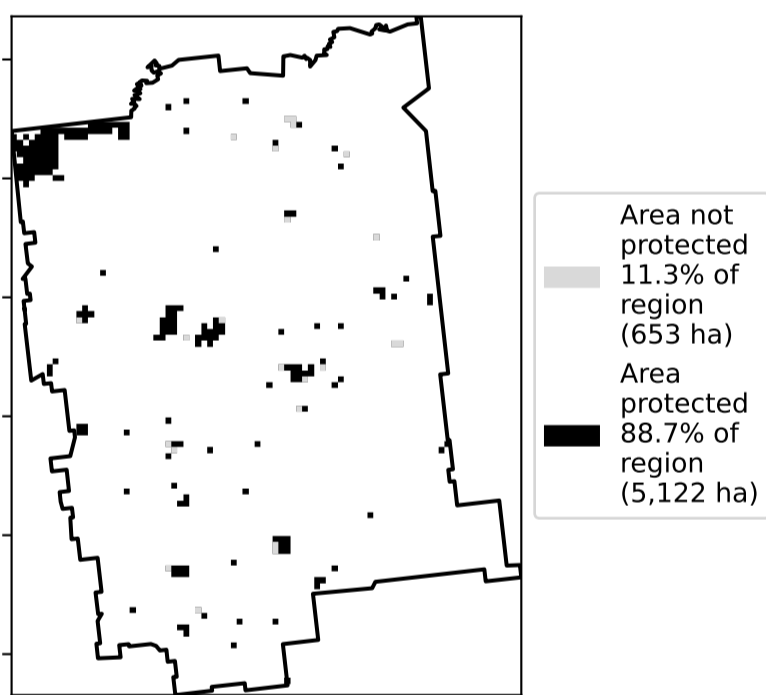 Area not
protected
11.3% of
region
(653 ha)
Area
protected
88.7% of
region
(5,122 ha)